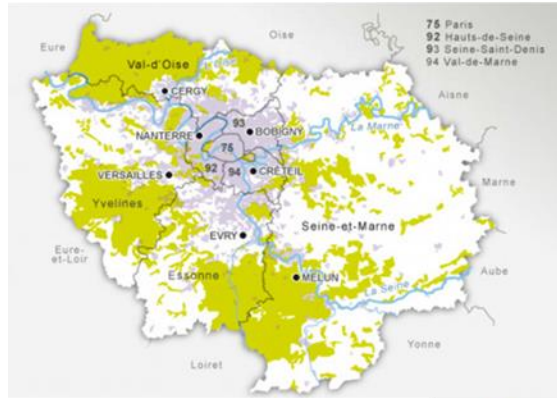 Eure
Oise
75 Paris
92 Hauts-de-Seine
93 Seine-Saint-Denis
94 Val-de-Marne
Val-d'Oise
L'Oise
CERGY
Aisne
93
NANTERRE
BOBIGNY
La Marne
75
92
94
CRÉTEIL
VERSAILLES
Marne
Yvelines
Seine-et-Marne
EVRY
Eure-
et-Loir
Essonne
MELUN
Aube
La Seine
Yonne
Loiret